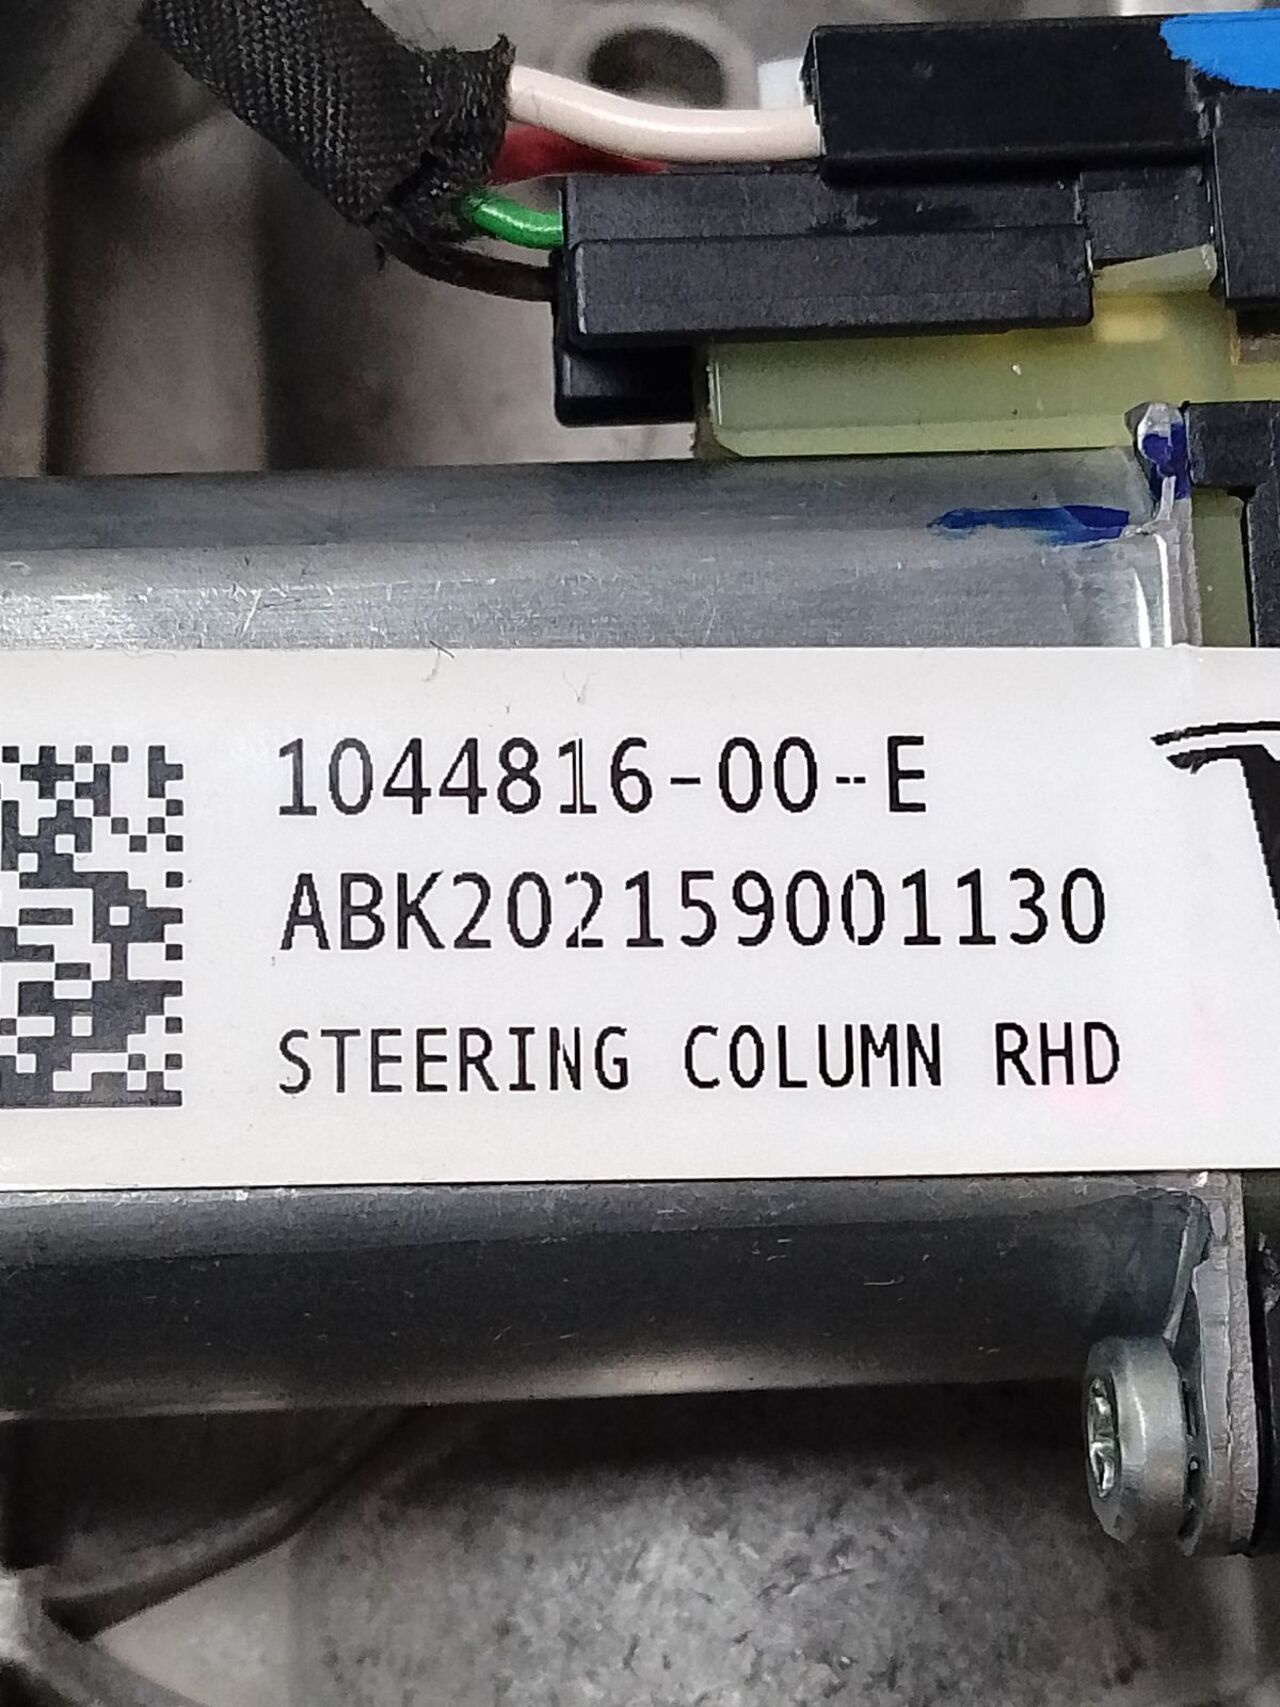 1044816-00-E
ABK202159001130
STEERING COLUMN RHD